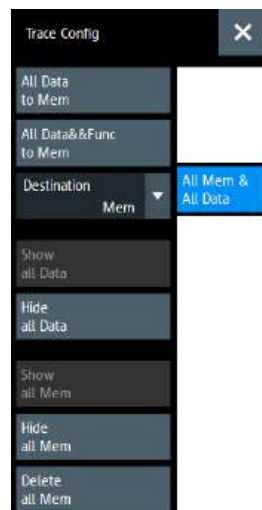 Trace Config
All Data
to Mem
All Data&&Func
to Mem
Destination
Mem
All Mem &
All Data
Show
all Data
Hide
all Data
Show
all Mem
Hide
all Mem
Delete
all Mem